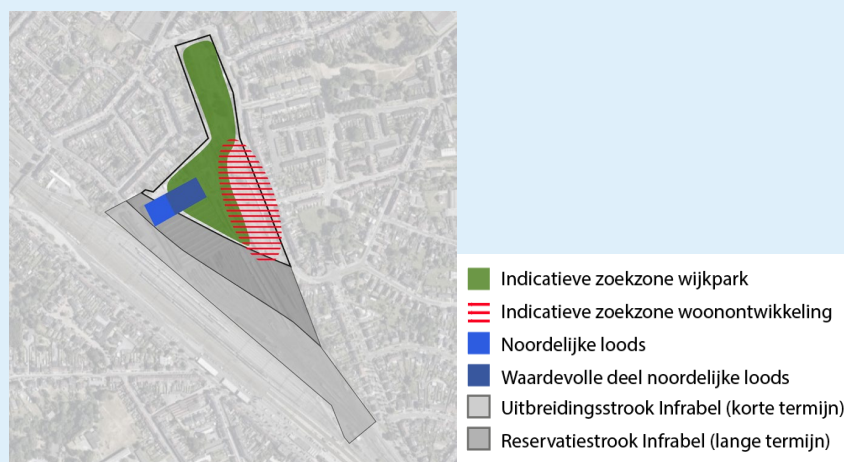 Indicatieve zoekzone wijkpark
Indicatieve zoekzone woonontwikkeling
Noordelijke loods
Waardevolle deel noordelijke loods
Uitbreidingsstrook Infrabel (korte termijn)
Reservatiestrook Infrabel (lange termijn)